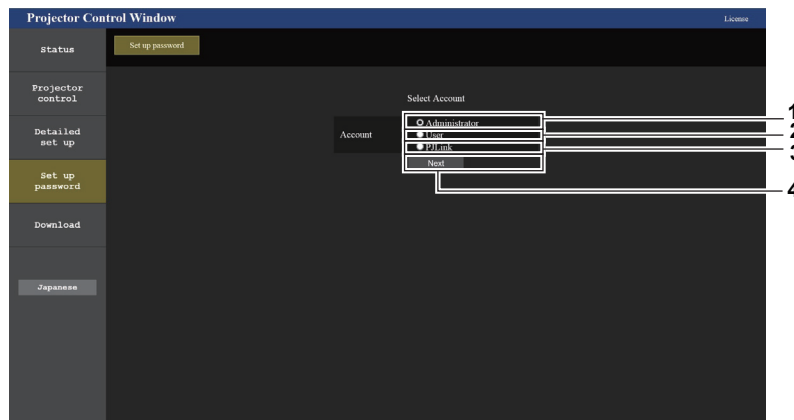 Projector Control Window
License
Status
Set up password
Projector
control
Select Account
1
Administrator
Account
2
User
Detailed
set up
3
PJLink
Next
Set up
password
4
Download
Japanese